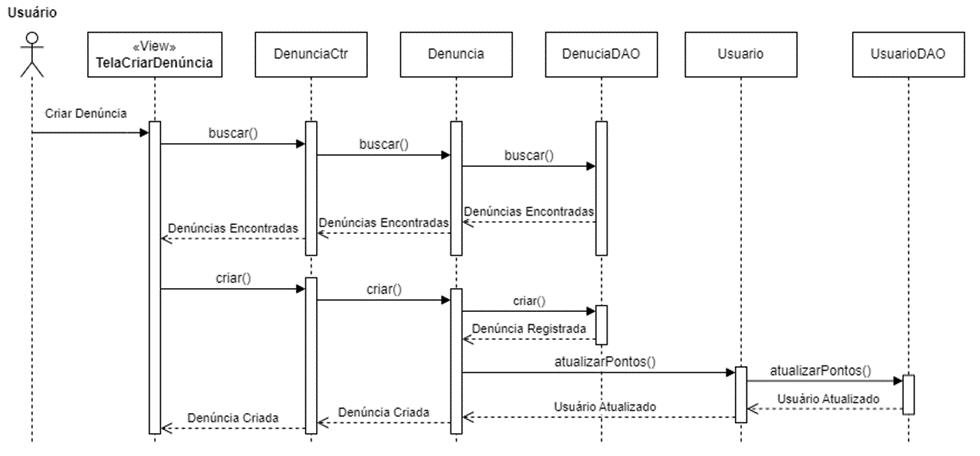 Usuário
«View»
TelaCriarDenúncia
DenunciaCtr
Denuncia
DenuciaDAO
Usuario
UsuarioDAO
Criar Denúncia
buscar()
buscar()
buscar()
Denúncias Encontradas
Denúncias Encontradas
Denúncias Encontradas
criar()
criar()
criar()
Denúncia Registrada
atualizarPontos()
atualizarPontos()
Usuário Atualizado
Usuário Atualizado
Denúncia Criada
Denúncia Criada